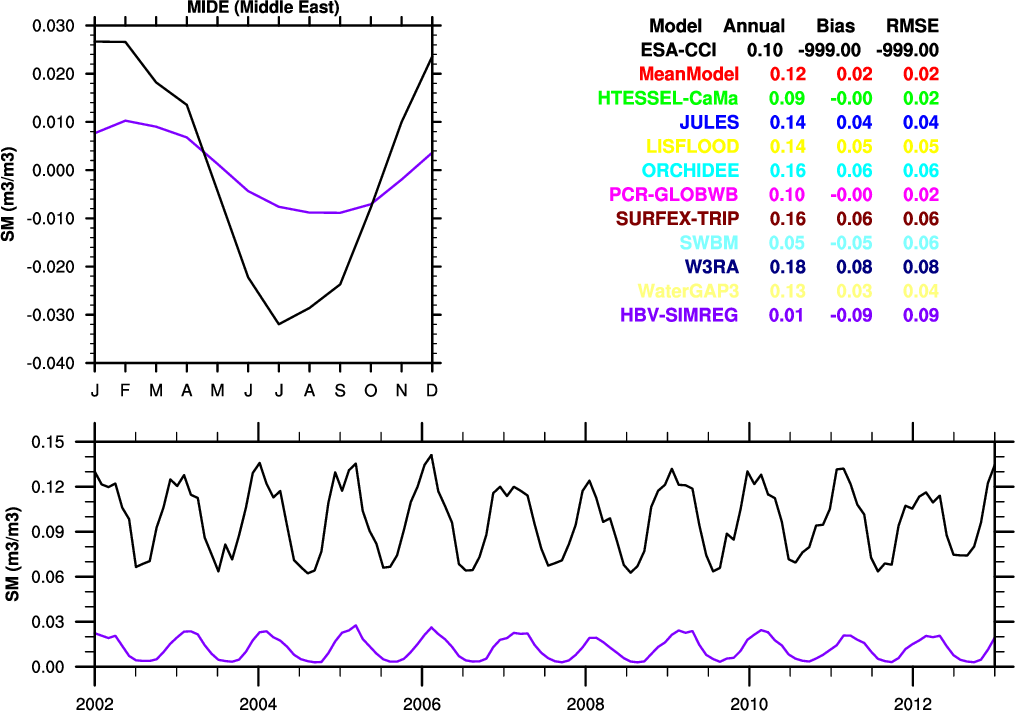 MIDE (Middle East)
0.030
0.020
0.010
0.000
-0.010
-0.020
-0.030
-0.040
SM (m3/m3)
J F M A M J J A S O N D
Model Annual Bias RMSE
ESA-CCI 0.10 -999.00 -999.00
MeanModel 0.12 0.02 0.02
HTESSEL-CaMa 0.09 -0.00 0.02
JULES 0.14 0.04 0.04
LISFLOOD 0.14 0.05 0.05
ORCHIDEE 0.16 0.06 0.06
PCR-GLOBWB 0.10 -0.00 0.02
SURFEX-TRIP 0.16 0.06 0.06
SWBM 0.05 -0.05 0.06
W3RA 0.18 0.08 0.08
WaterGAP3 0.13 0.03 0.04
HBV-SIMREG 0.01 -0.09 0.09
0.15
0.12
0.09
0.06
0.03
0.00
SM (m3/m3)
2002 2004 2006 2008 2010 2012